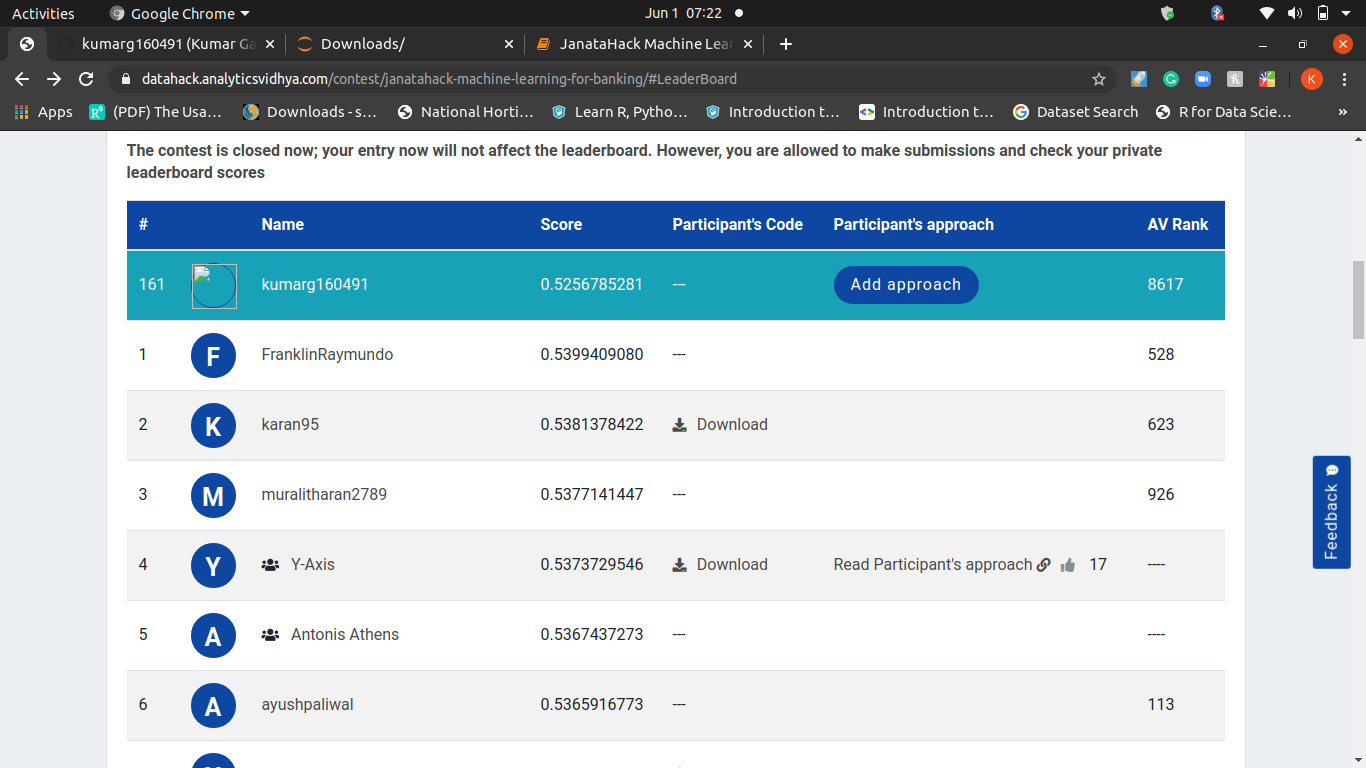 Activities Google Chrome Jun 1 07:22
kumarg160491 (Kumar Ga Downloads/ JanataHack Machine Lear
datahack.analyticsvidhya.com/contest/janatahack-machine-learning-for-banking/#LeaderBoard K
Apps (PDF) The Usa… Downloads - s… National Horti… Learn R, Pytho… Introduction t… Introduction t… Dataset Search R for Data Scie… »
The contest is closed now; your entry now will not affect the leaderboard. However, you are allowed to make submissions and check your private
leaderboard scores
# Name Score Participant's Code Participant's approach AV Rank
161 kumarg160491 0.5256785281 --- Add approach 8617
1 F FranklinRaymundo 0.5399409080 --- 528
2 K karan95 0.5381378422 Download 623
3 M muralitharan2789 0.5377141447 --- 926
4 Y Y-Axis 0.5373729546 Download Read Participant's approach 17 ----
5 A Antonis Athens 0.5367437273 --- ----
6 A ayushpaliwal 0.5365916773 --- 113
Feedback